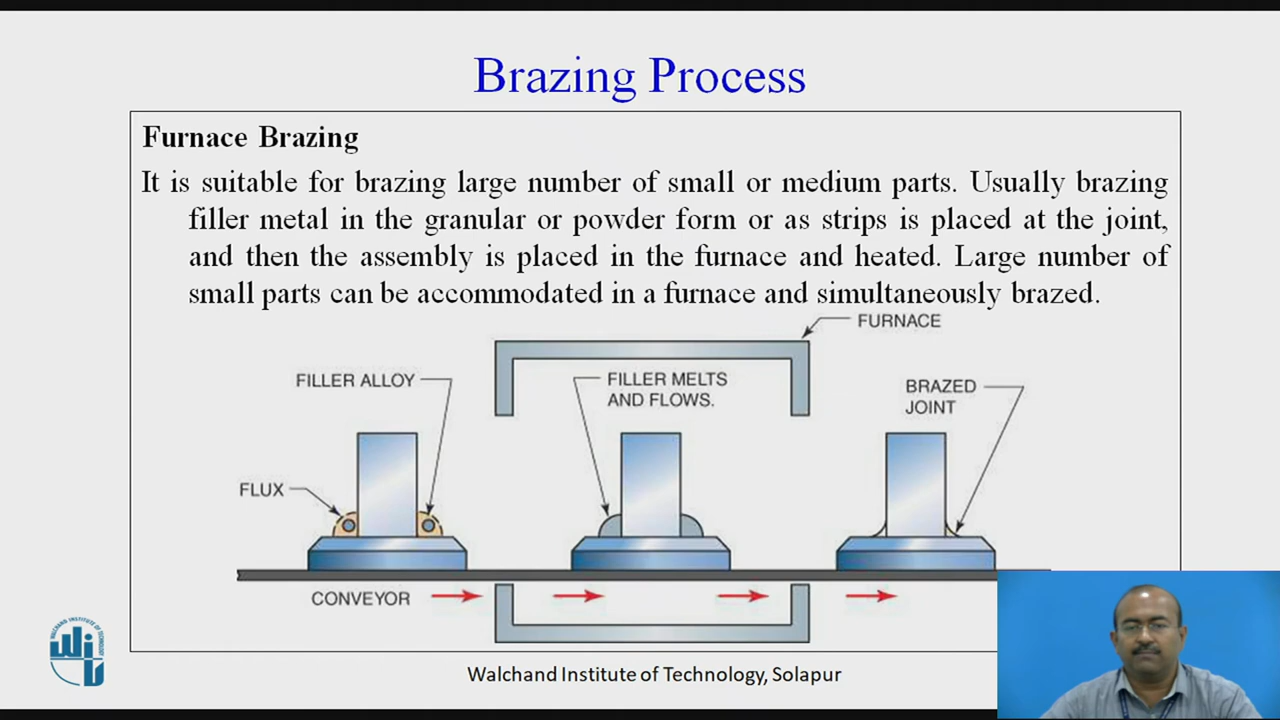 Brazing Process
Furnace Brazing
It is suitable for brazing large number of small or medium parts. Usually brazing
filler metal in the granular or powder form or as strips is placed at the joint,
and then the assembly is placed in the furnace and heated. Large number of
small parts can be accommodated in a furnace and simultaneously brazed.
FURNACE
FILLER ALLOY
FILLER MELTS
AND FLOWS.
BRAZED
JOINT
FLUX
CONVEYOR
Walchand Institute of Technology, Solapur